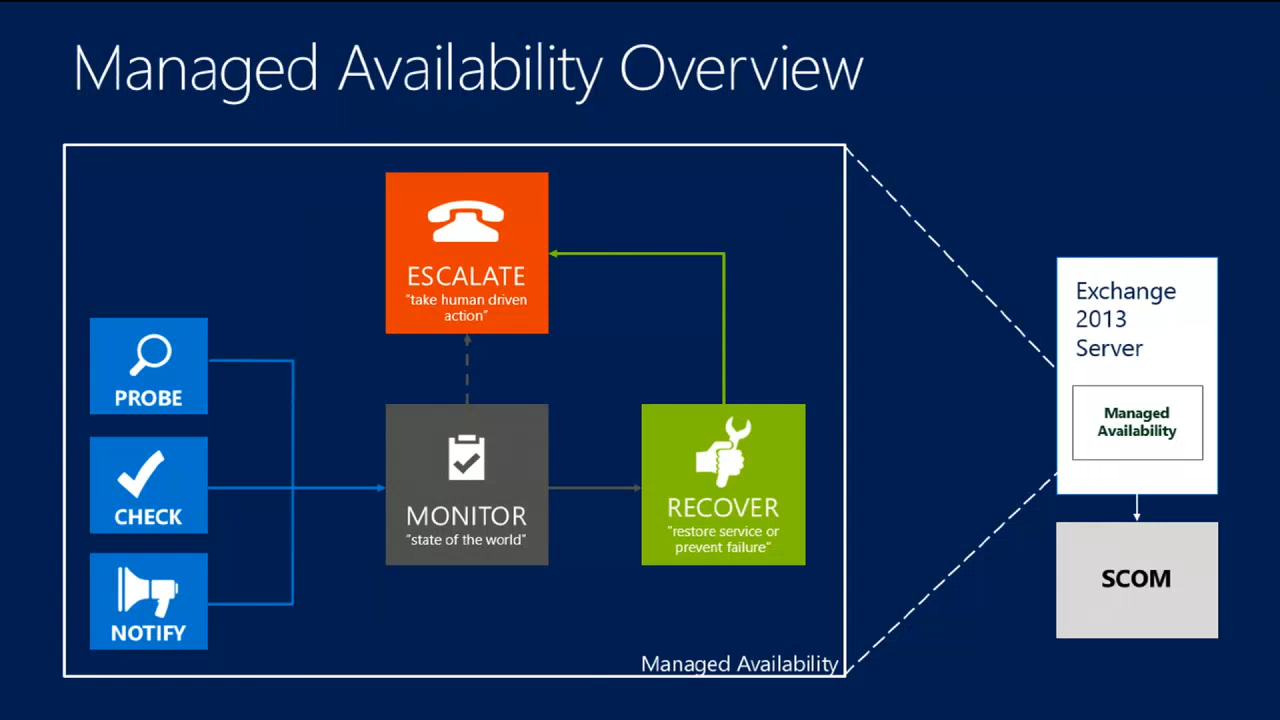 Managed Availability Overview
ESCALATE
"take human driven
action"
PROBE
CHECK
NOTIFY
MONITOR
"state of the world"
RECOVER
"restore service or
prevent failure"
Managed Availability
Exchange
2013
Server
Managed
Availability
SCOM